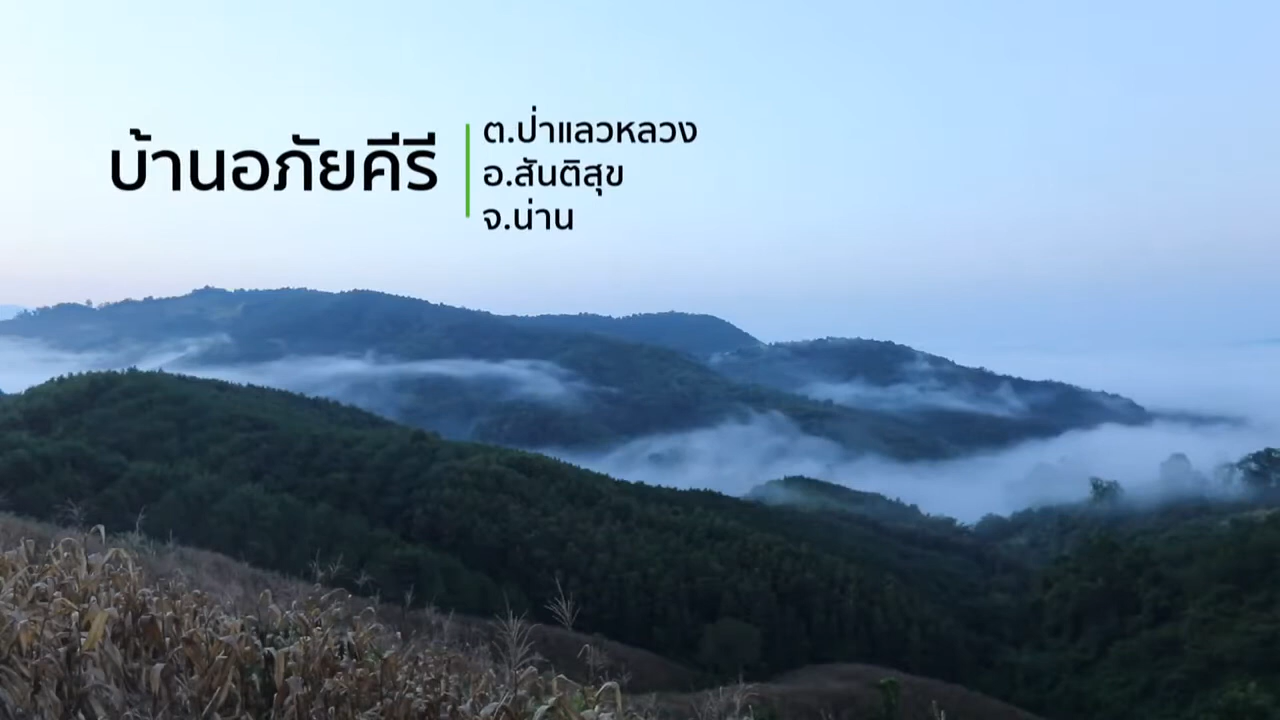 บ้านอภัยคีรี
ต.ป่าแลวหลวง
อ.สันติสุข
จ.น่าน